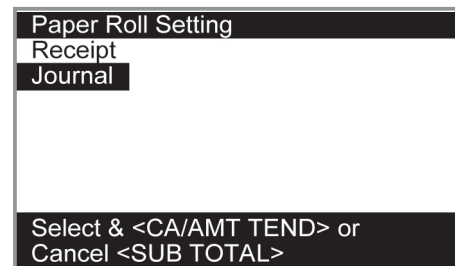 Paper Roll Setting
Receipt
Journal
Select & <CA/AMT TEND> or
Cancel <SUB TOTAL>